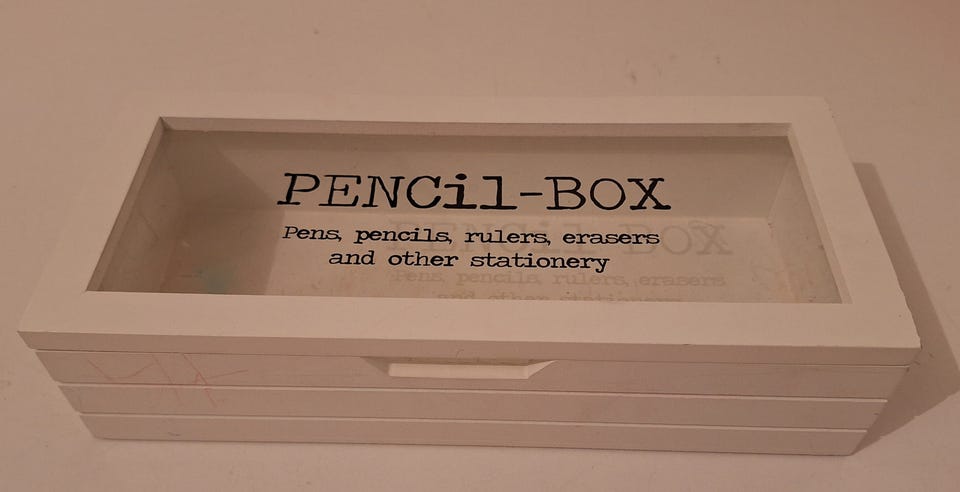 PENCil-BOX
Pens, pencils, rulers, erasers
and other stationery